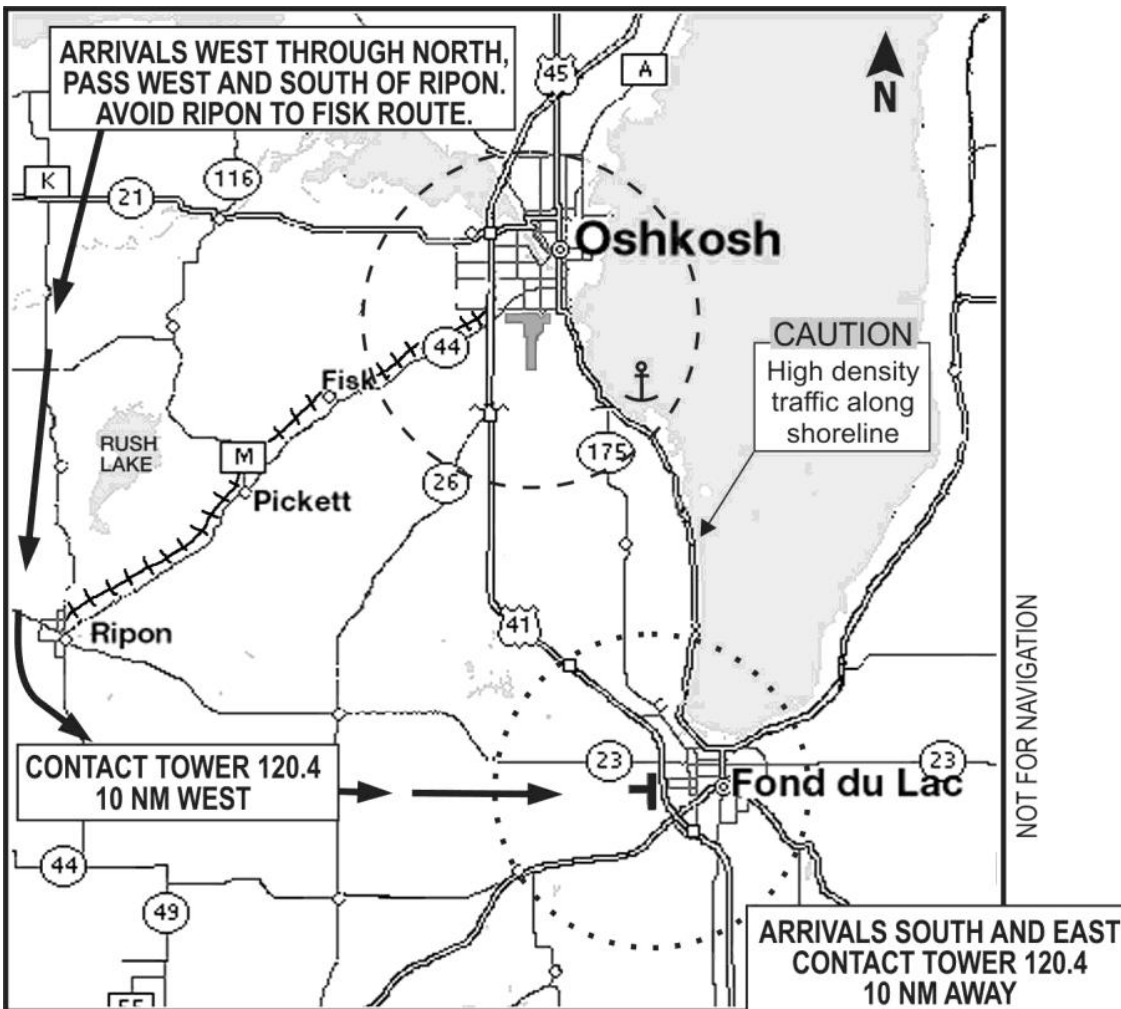 ARRIVALS WEST THROUGH NORTH,
PASS WEST AND SOUTH OF RIPON.
AVOID RIPON TO FISK ROUTE.
45
A
N
K
21
116
Oshkosh
44
CAUTION
High density
traffic along
shoreline
Fisk
RUSH
LAKE
M
175
26
Pickett
41
Ripon
NOT FOR NAVIGATION
CONTACT TOWER 120.4
10 NM WEST
23
23
Fond du Lac
44
49
ARRIVALS SOUTH AND EAST
CONTACT TOWER 120.4
10 NM AWAY